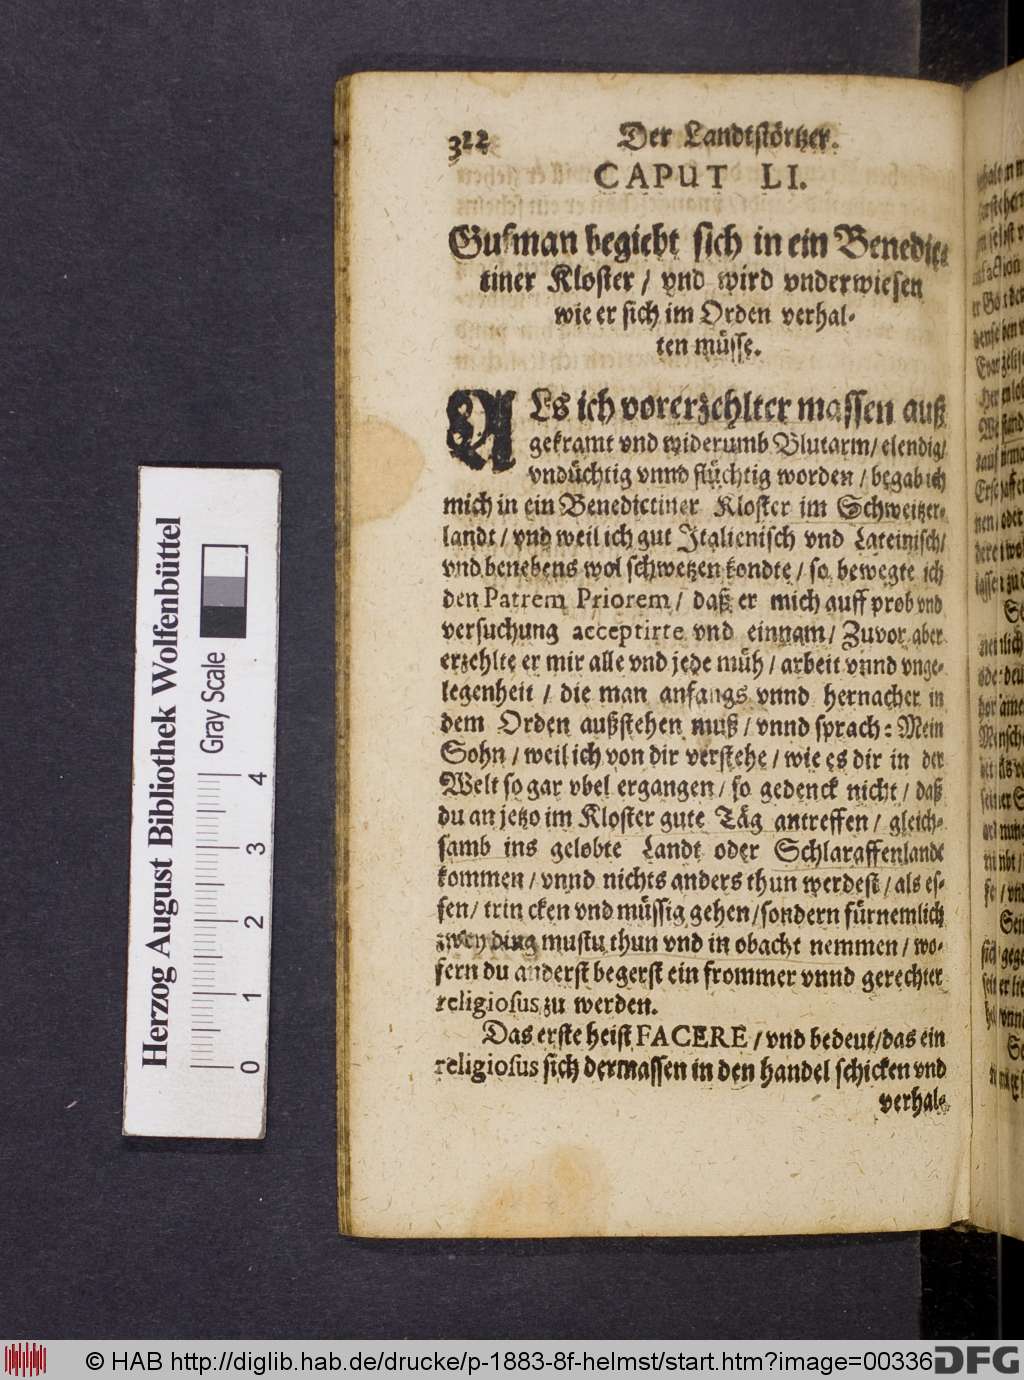 322 Der Landtstörtzer.
CAPUT LI.
Gusman begiebt sich in ein Benedic-
tiner Kloster / vnd wird vnderwiesen
wie er sich im Orden verhal-
ten müsse.
ALs ich vorerzehlter massen auß
gekramt vnd widerumb Blutarm / elendig /
vndüchtig vnnd flüchtig worden / begab ich
mich in ein Benedictiner Kloster im Schweitzer-
landt / vnd weil ich gut Italienisch vnd Lateinisch /
vnd benebens wol schwetzen kondte / so bewegte ich
den Patrem Priorem / daß er mich auff prob vnd
versuchung acceptirte vnd einnam / Zuvor aber
erzehlte er mir alle vnd jede müh / arbeit vnnd vnge-
legenheit / die man anfangs vnnd hernacher in
dem Orden außstehen muß / vnnd sprach: Mein
Sohn / weil ich von dir verstehe / wie es dir in der
Welt so gar vbel ergangen / so gedenck nicht / daß
du an jetzo im Kloster gute Täg antreffen / gleich-
samb ins gelobte Landt oder Schlaraffenlandt
kommen / vnnd nichts anders thun werdest / als es-
sen / trincken vnd müssig gehen / sondern fürnemlich
zwey ding mustu thun vnd in obacht nemmen / wo-
fern du anderst begerst ein frommer vnnd gerechter
religiosus zu werden.
Das erste heist FACERE / vnd bedeut / das ein
religiosus sich dermassen in den handel schicken vnd
verhal-
Herzog August Bibliothek Wolfenbüttel
Gray Scale
0 1 2 3 4
© HAB http://diglib.hab.de/drucke/p-1883-8f-helmst/start.htm?image=00336
DFG